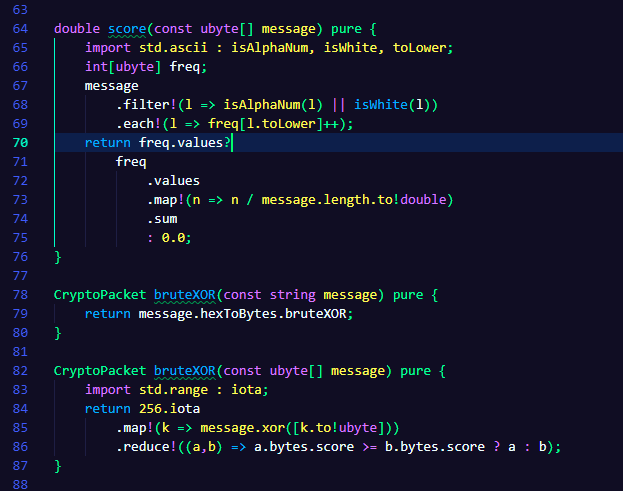 63
64 double score(const ubyte[] message) pure {
65     import std.ascii : isAlphaNum, isWhite, toLower;
66     int[ubyte] freq;
67     message
68         .filter!(l => isAlphaNum(l) || isWhite(l))
69         .each!(l => freq[l.toLower]++);
70     return freq.values?
71         freq
72             .values
73             .map!(n => n / message.length.to!double)
74             .sum
75             : 0.0;
76 }
77
78 CryptoPacket bruteXOR(const string message) pure {
79     return message.hexToBytes.bruteXOR;
80 }
81
82 CryptoPacket bruteXOR(const ubyte[] message) pure {
83     import std.range : iota;
84     return 256.iota
85         .map!(k => message.xor([k.to!ubyte]))
86         .reduce!((a,b) => a.bytes.score >= b.bytes.score ? a : b);
87 }
88